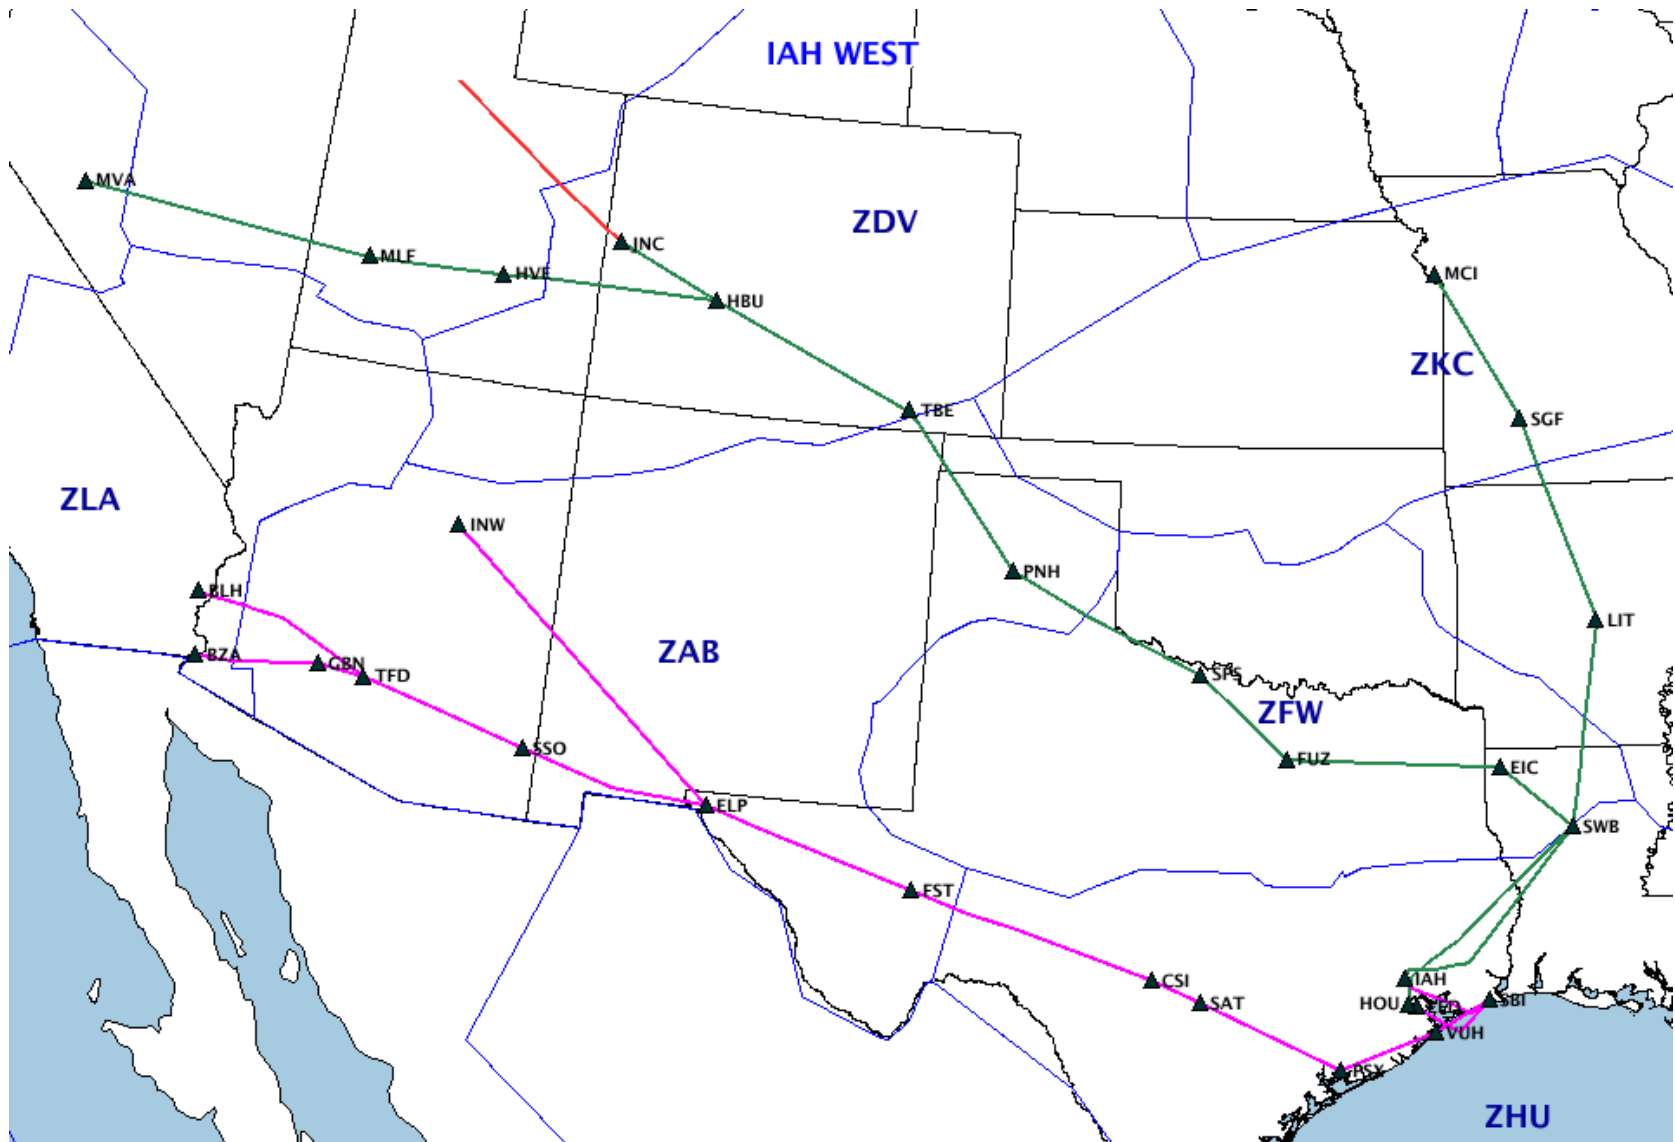 IAH WEST
MVA
ZDV
INC
MLF
HVE
MCI
HBU
ZKC
TBE
SGF
ZLA
INW
PNH
BLH
LIT
ZAB
BZA
GBN
TFD
SPS
ZFW
SSO
FUZ
EIC
ELP
SWB
FST
CSI
IAH
SAT
HOU
SBI
VUH
PSX
ZHU